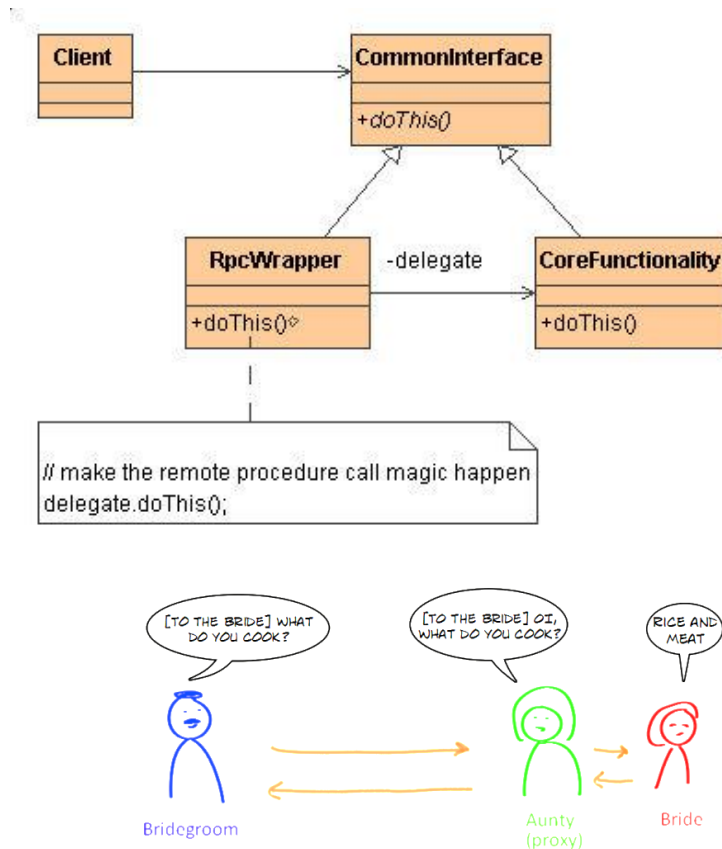 Client
CommonInterface
+doThis()
RpcWrapper
-delegate
CoreFunctionality
+doThis()
+doThis()
// make the remote procedure call magic happen
delegate.doThis();
[TO THE BRIDE] WHAT
DO YOU COOK?
[TO THE BRIDE] OI,
WHAT DO YOU COOK?
RICE AND
MEAT
Bridegroom
Aunty
(proxy)
Bride